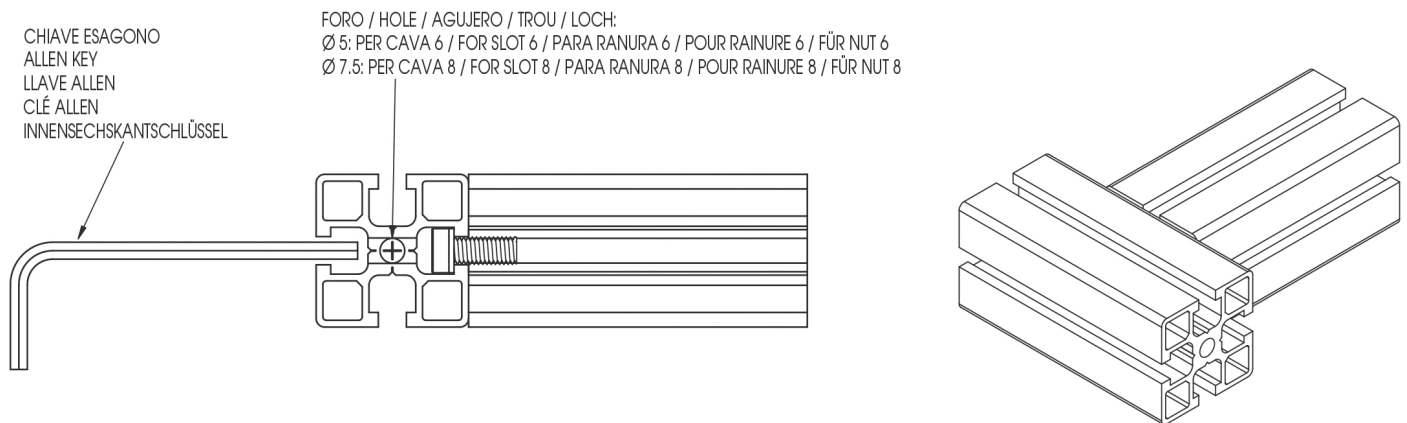 CHIAVE ESAGONO
ALLEN KEY
LLAVE ALLEN
CLÉ ALLEN
INNENSECHSKANTSCHLÜSSEL
FORO / HOLE / AGUJERO / TROU / LOCH:
Ø 5: PER CAVA 6 / FOR SLOT 6 / PARA RANURA 6 / POUR RAINURE 6 / FÜR NUT 6
Ø 7.5: PER CAVA 8 / FOR SLOT 8 / PARA RANURA 8 / POUR RAINURE 8 / FÜR NUT 8